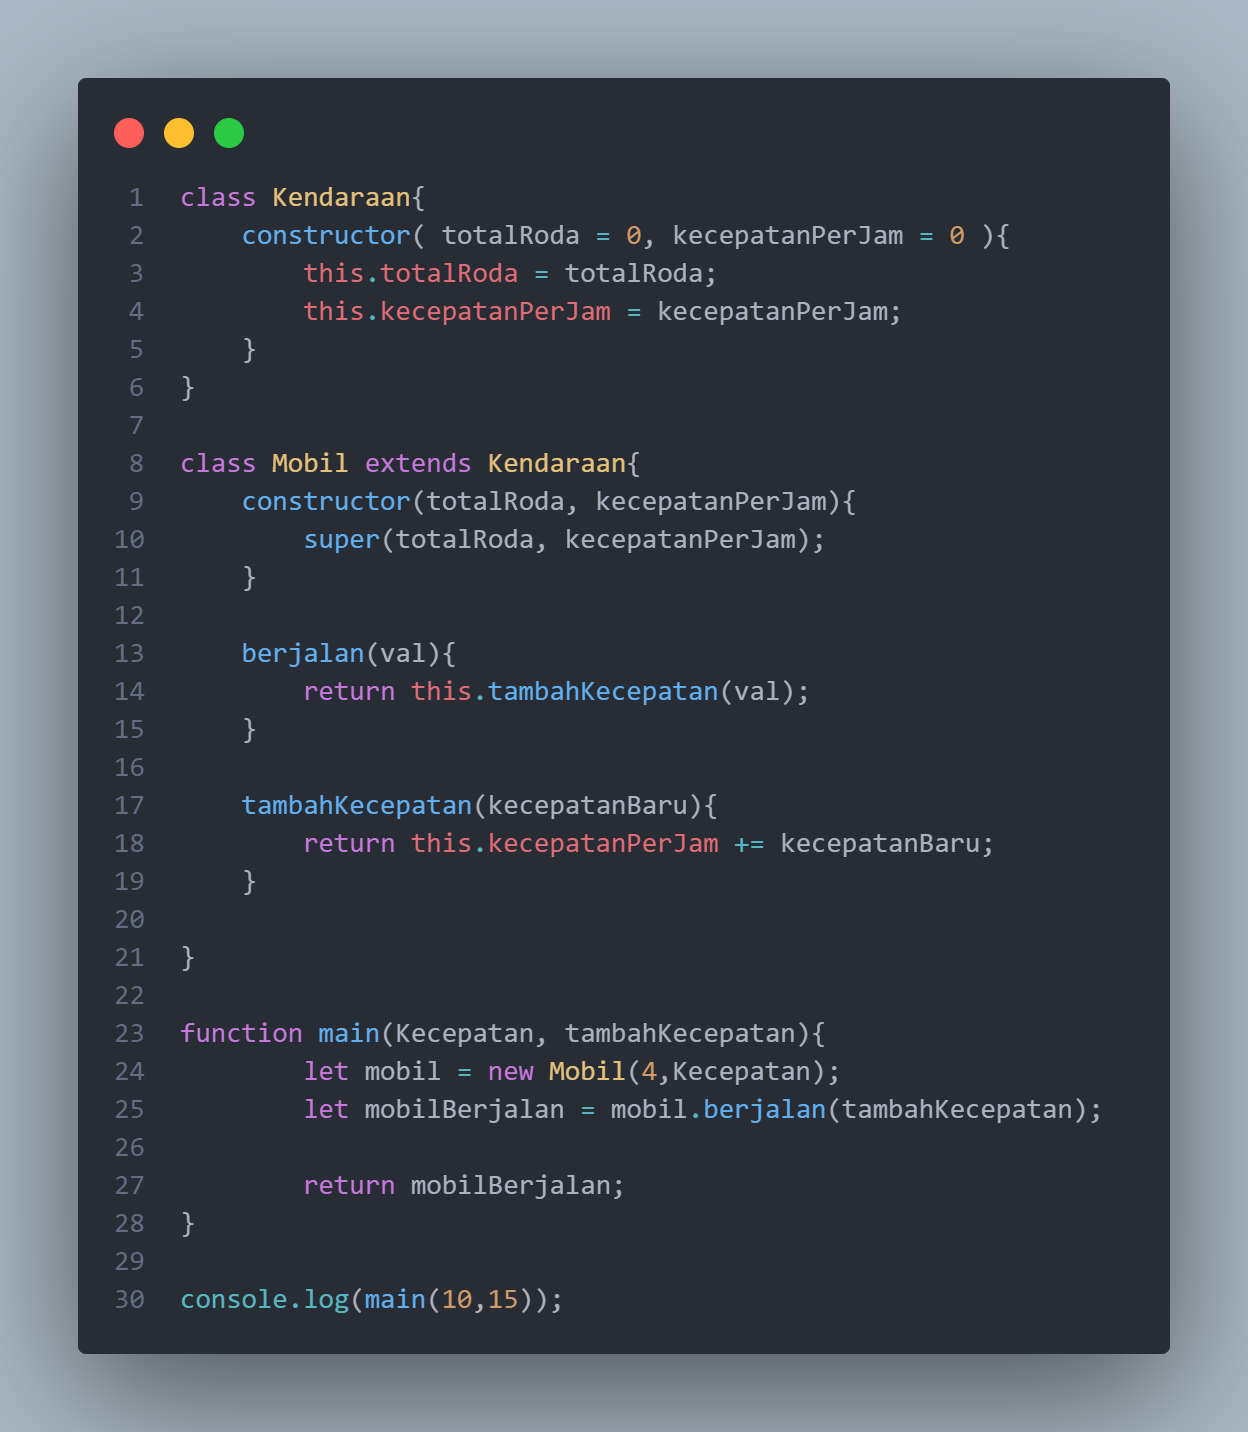 1 class Kendaraan{
2     constructor( totalRoda = 0, kecepatanPerJam = 0 ){
3         this.totalRoda = totalRoda;
4         this.kecepatanPerJam = kecepatanPerJam;
5     }
6 }
7
8 class Mobil extends Kendaraan{
9     constructor(totalRoda, kecepatanPerJam){
10         super(totalRoda, kecepatanPerJam);
11     }
12
13     berjalan(val){
14         return this.tambahKecepatan(val);
15     }
16
17     tambahKecepatan(kecepatanBaru){
18         return this.kecepatanPerJam += kecepatanBaru;
19     }
20
21 }
22
23 function main(Kecepatan, tambahKecepatan){
24         let mobil = new Mobil(4,Kecepatan);
25         let mobilBerjalan = mobil.berjalan(tambahKecepatan);
26
27         return mobilBerjalan;
28 }
29
30 console.log(main(10,15));